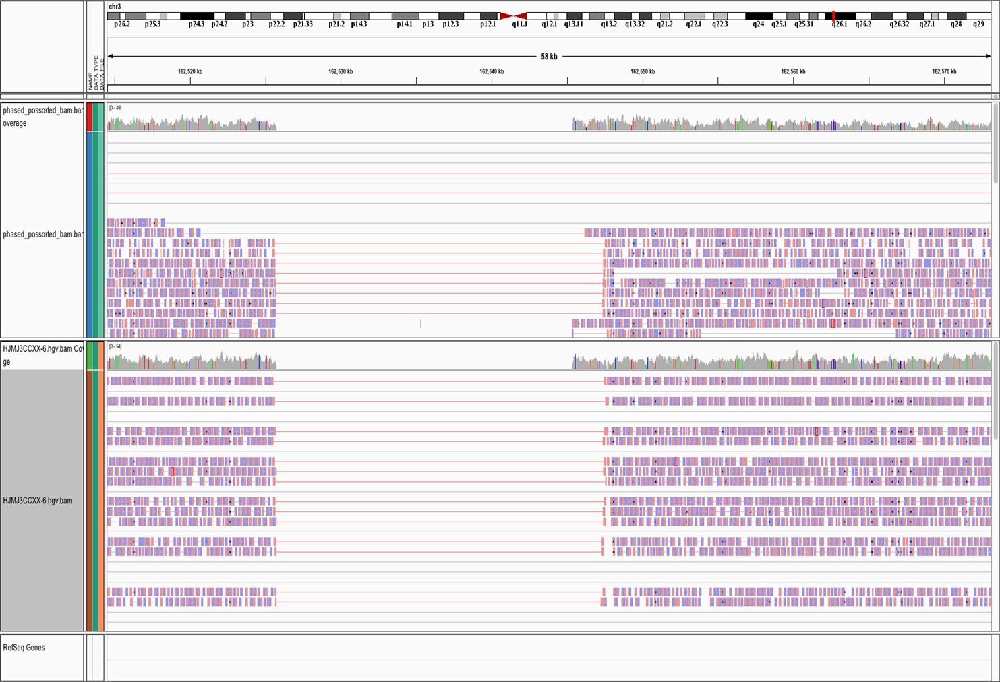 chr3
p26.2 p25.3 p24.3 p24.2 p23 p22.2 p21.33 p21.2 p14.3 p14.1 p13 p12.3 p12.1 q11.1 q12.1 q13.11 q13.2 q13.32 q21.2 q22.1 q22.3 q24 q25.1 q25.31 q26.1 q26.2 q26.32 q27.1 q28 q29
58 kb
162,520 kb 162,530 kb 162,540 kb 162,550 kb 162,560 kb 162,570 kb
NAME
DATA TYPE
DATA FILE
phased_possorted_bam.bar
overage
[0 - 49]
phased_possorted_bam.bar
HJMJ3CCXX-6.hgv.bam Cov
ge
[0 - 54]
HJMJ3CCXX-6.hgv.bam
RefSeq Genes